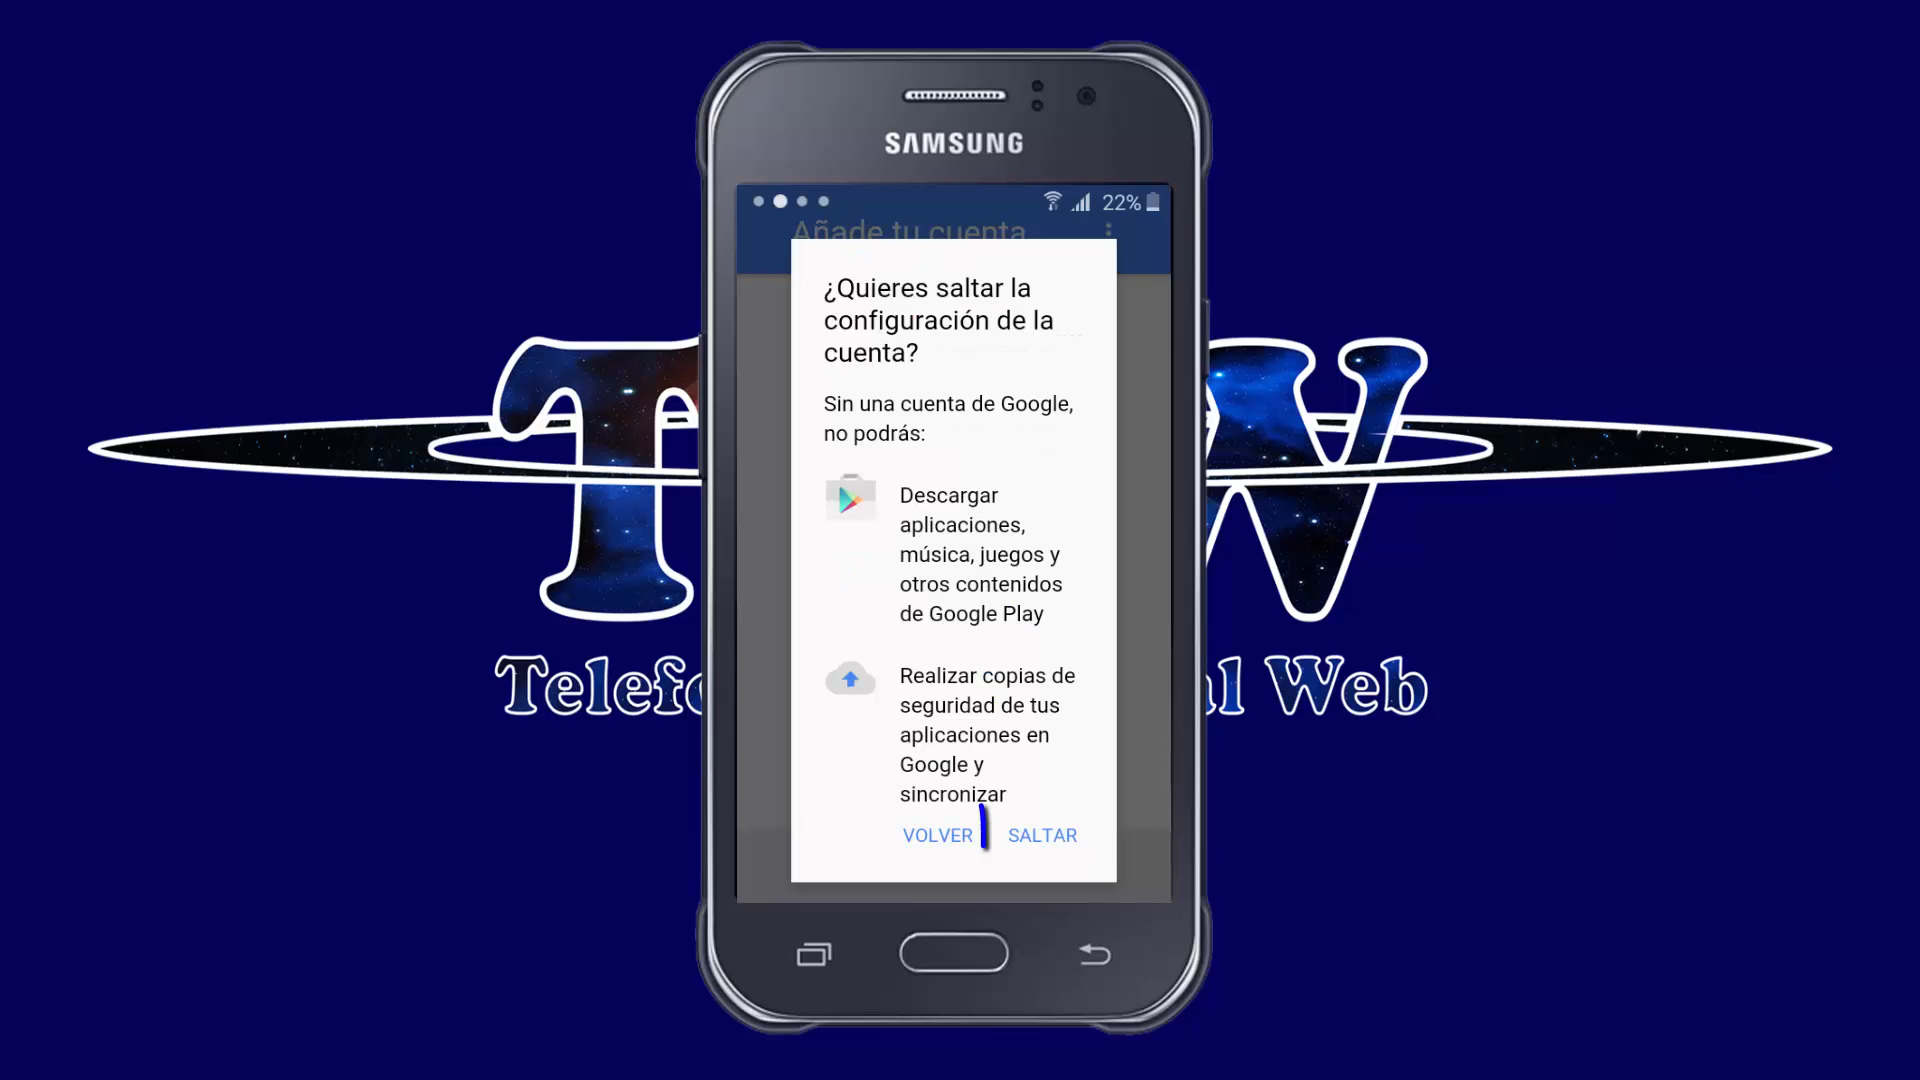 SAMSUNG
22%
Añade tu cuenta
¿Quieres saltar la
configuración de la
cuenta?
Sin una cuenta de Google,
no podrás:
Descargar
aplicaciones,
música, juegos y
otros contenidos
de Google Play
Realizar copias de
seguridad de tus
aplicaciones en
Google y
sincronizar
VOLVER SALTAR
T W
Web